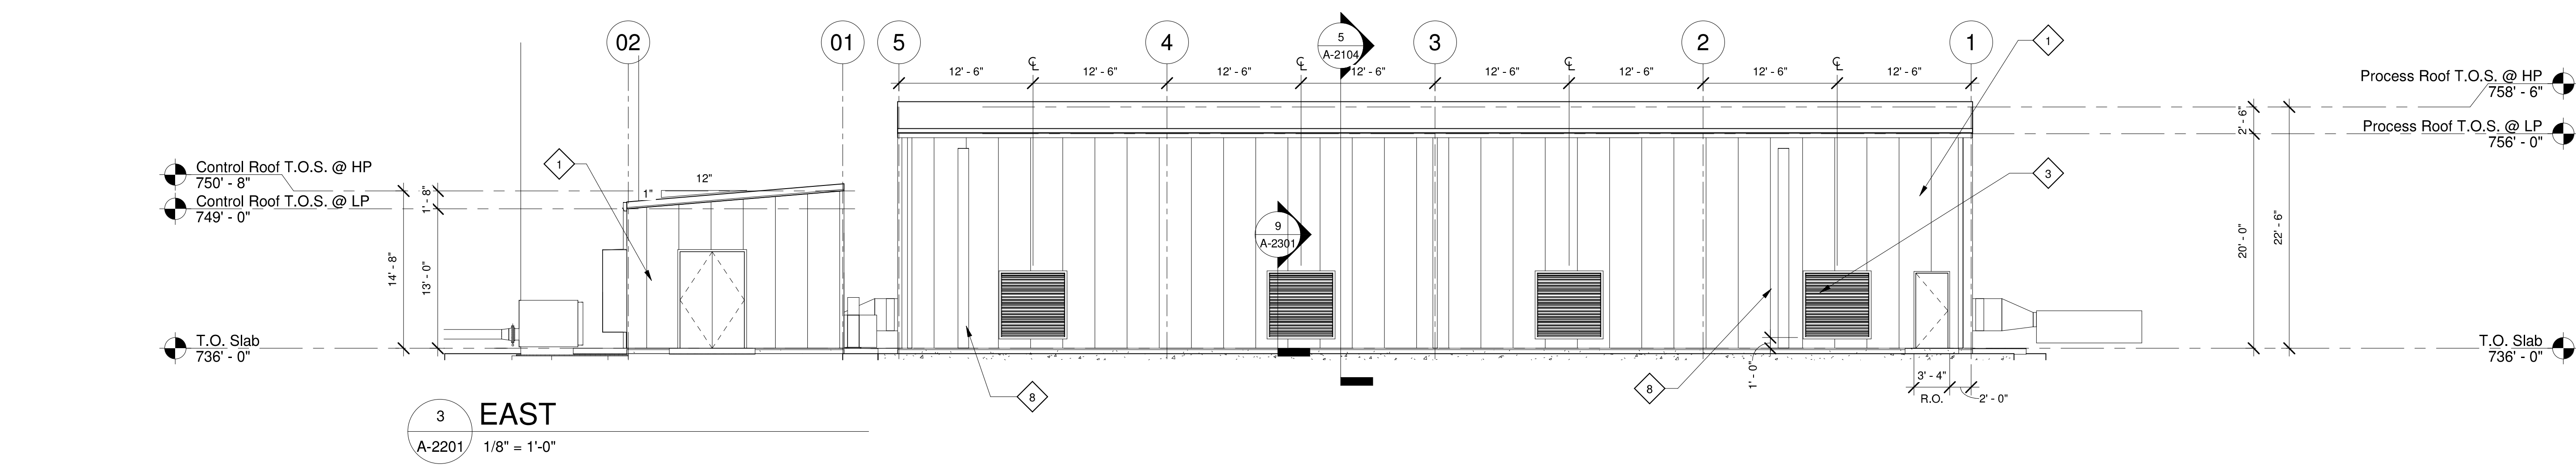 02
01
5
4
3
2
1
5
A-2104
1
12' - 6"
12' - 6"
12' - 6"
12' - 6"
12' - 6"
12' - 6"
12' - 6"
12' - 6"
℄
℄
℄
℄
Process Roof T.O.S. @ HP
758' - 6"
Process Roof T.O.S. @ LP
756' - 0"
2' - 6"
20' - 0"
22' - 6"
Control Roof T.O.S. @ HP
750' - 8"
Control Roof T.O.S. @ LP
749' - 0"
1' - 8"
14' - 8"
13' - 0"
1
12"
1"
3
9
A-2301
T.O. Slab
736' - 0"
T.O. Slab
736' - 0"
8
8
1' - 0"
3' - 4"
R.O.
2' - 0"
3
A-2201
EAST
1/8" = 1'-0"